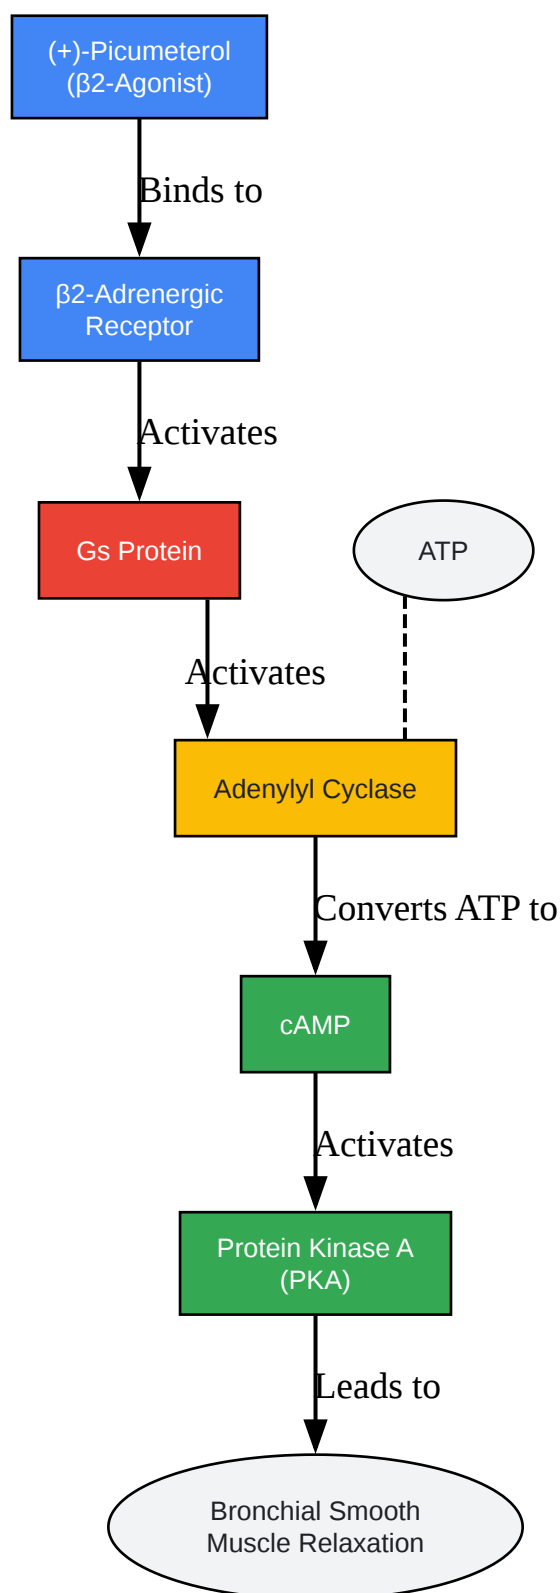 (+)-Picumeterol
(β2-Agonist)
Binds to
β2-Adrenergic
Receptor
Activates
Gs Protein
ATP
Activates
Adenylyl Cyclase
Converts ATP to
cAMP
Activates
Protein Kinase A
(PKA)
Leads to
Bronchial Smooth
Muscle Relaxation